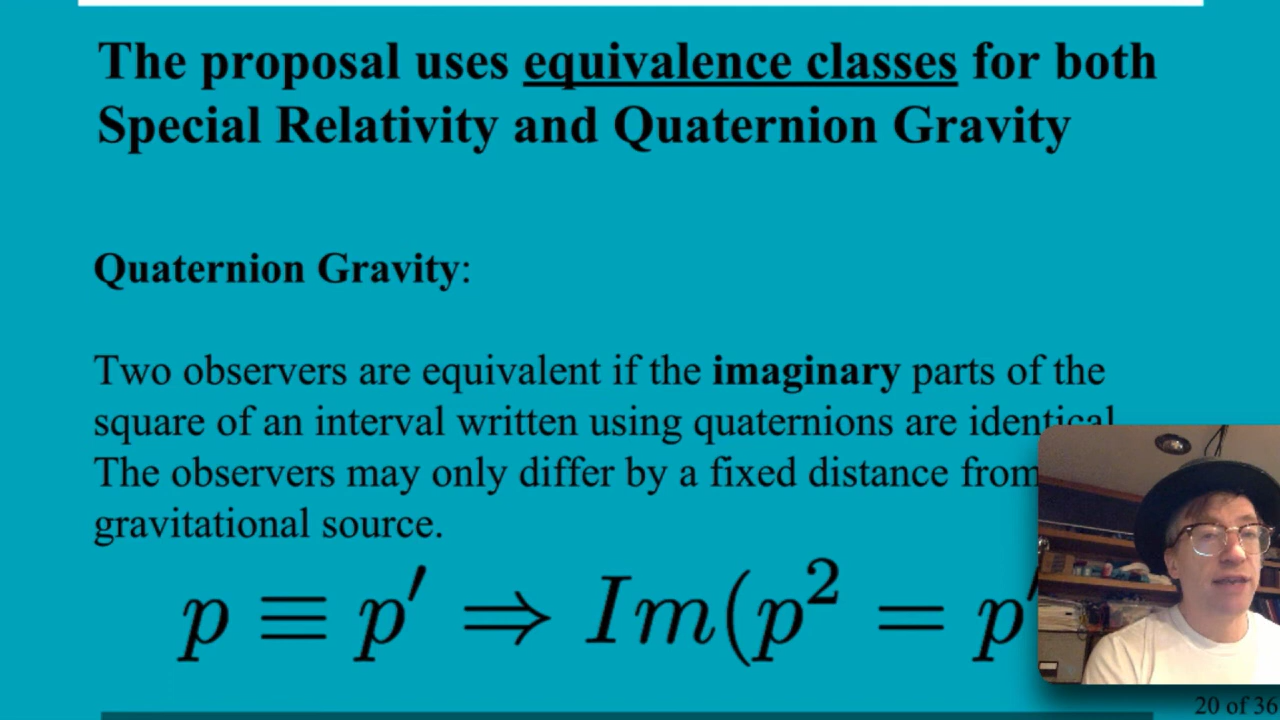 The proposal uses equivalence classes for both
Special Relativity and Quaternion Gravity
Quaternion Gravity:
Two observers are equivalent if the imaginary parts of the
square of an interval written using quaternions are identical
The observers may only differ by a fixed distance from
gravitational source.
p ≡ p′ ⇒ Im(p² = p′
20 of 36